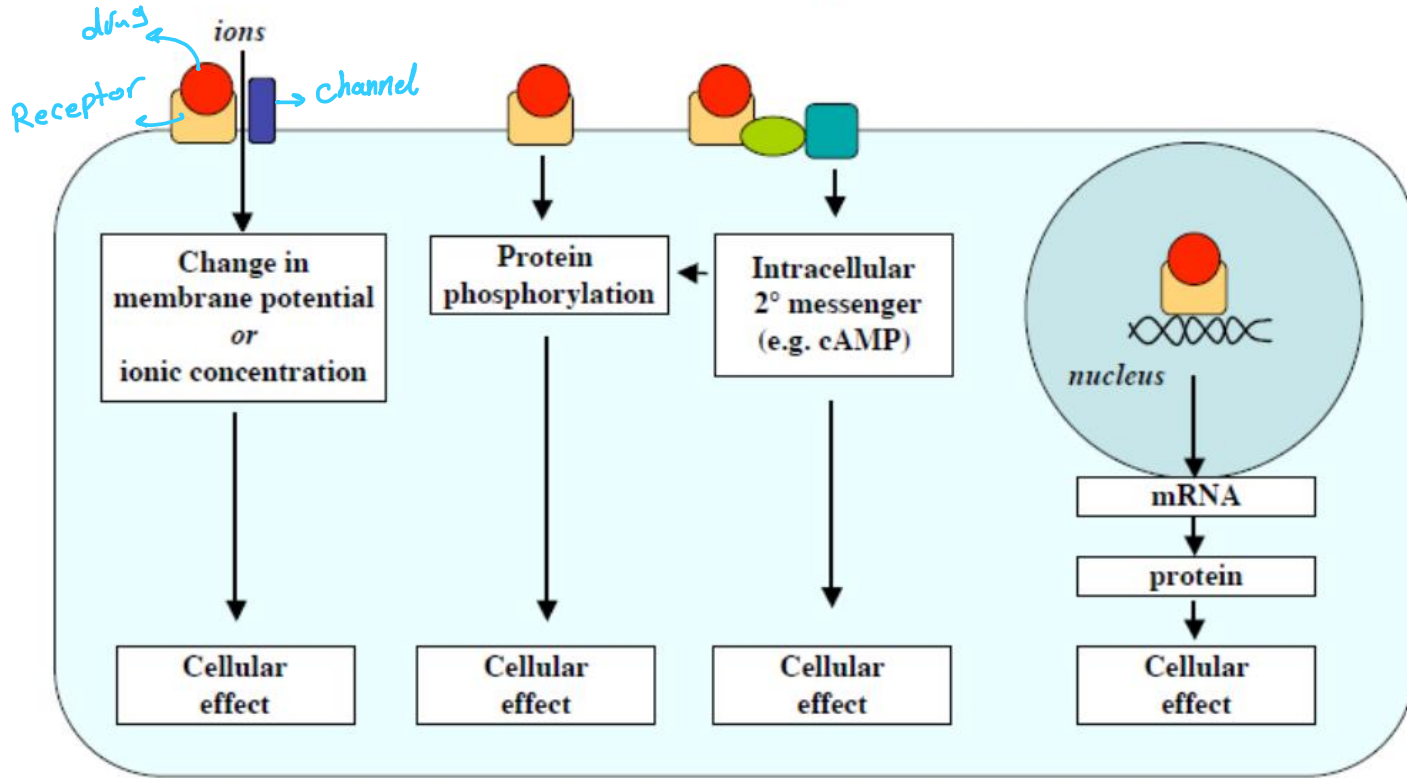 drug
ions
Receptor
channel
Change in
membrane potential
or
ionic concentration
Protein
phosphorylation
Intracellular
2° messenger
(e.g. cAMP)
nucleus
mRNA
protein
Cellular
effect
Cellular
effect
Cellular
effect
Cellular
effect